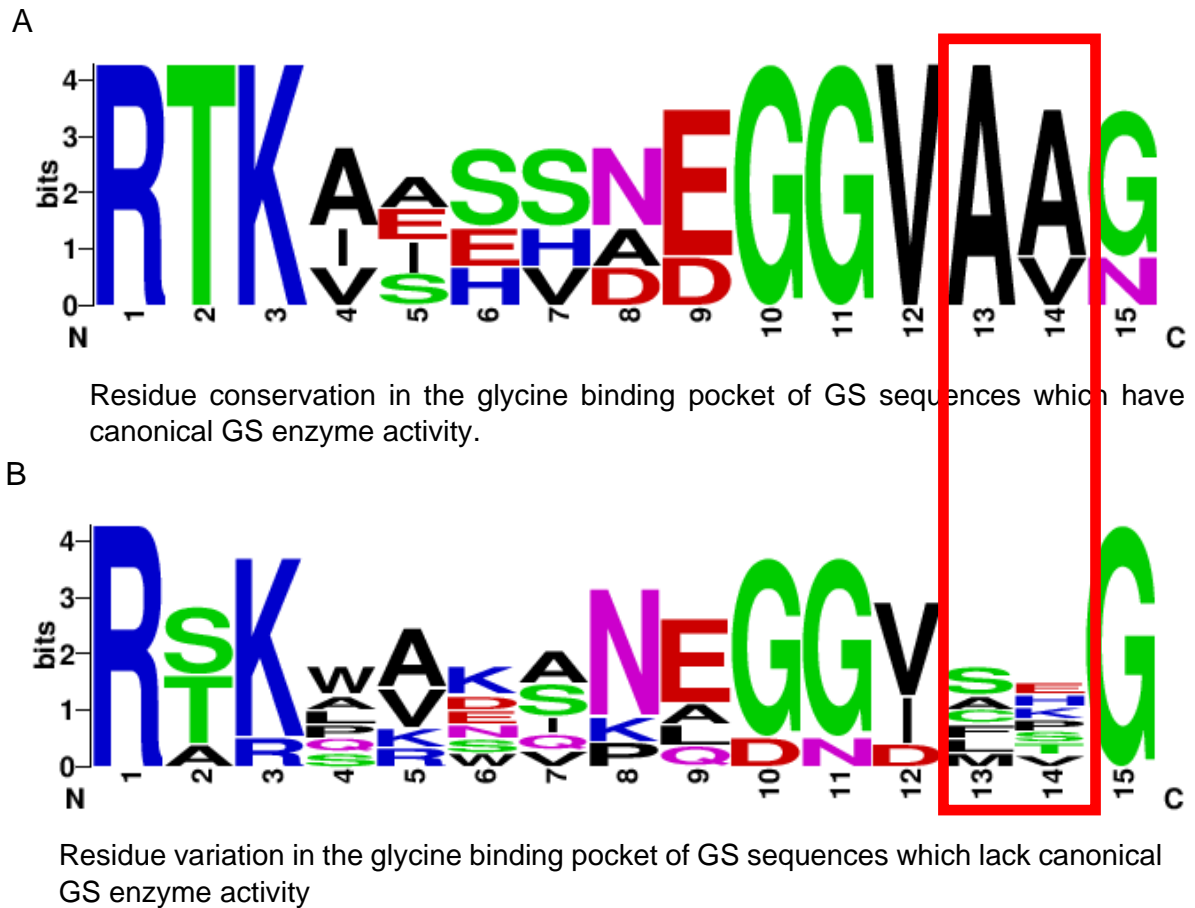 A
bits
4
3
2
1
0
R T K A A S S N E G G V A A G
I E E H A D V N
V I H V D
S
1 2 3 4 5 6 7 8 9 10 11 12 13 14 15
N C
Residue conservation in the glycine binding pocket of GS sequences which have
canonical GS enzyme activity.
B
bits
4
3
2
1
0
R S K W A K A N E G G V S E G
T R A V D S K A D N I A H
A K E I P L D C K
P R N Q Q
Q S V S
S W M T
V
1 2 3 4 5 6 7 8 9 10 11 12 13 14 15
N C
Residue variation in the glycine binding pocket of GS sequences which lack canonical
GS enzyme activity